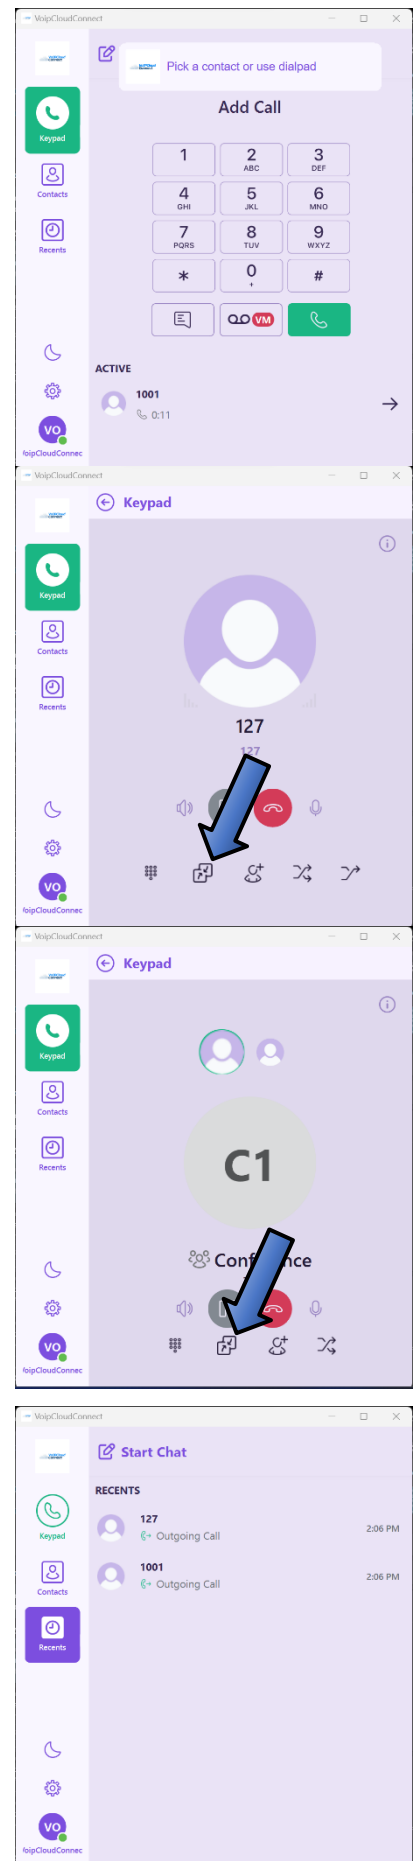 VoipCloudConnect
Pick a contact or use dialpad
Add Call
Keypad
Contacts
Recents
1
2
ABC
3
DEF
4
GHI
5
JKL
6
MNO
7
PQRS
8
TUV
9
WXYZ
*
0
+
#
VM
ACTIVE
1001
0:11
VO
VoipCloudConnec
VoipCloudConnect
Keypad
Keypad
Contacts
Recents
127
127
VO
VoipCloudConnec
VoipCloudConnect
Keypad
Keypad
Contacts
Recents
C1
VO
VoipCloudConnec
VoipCloudConnect
Start Chat
RECENTS
127
Outgoing Call
2:06 PM
1001
Outgoing Call
2:06 PM
Keypad
Contacts
Recents
VO
VoipCloudConnec